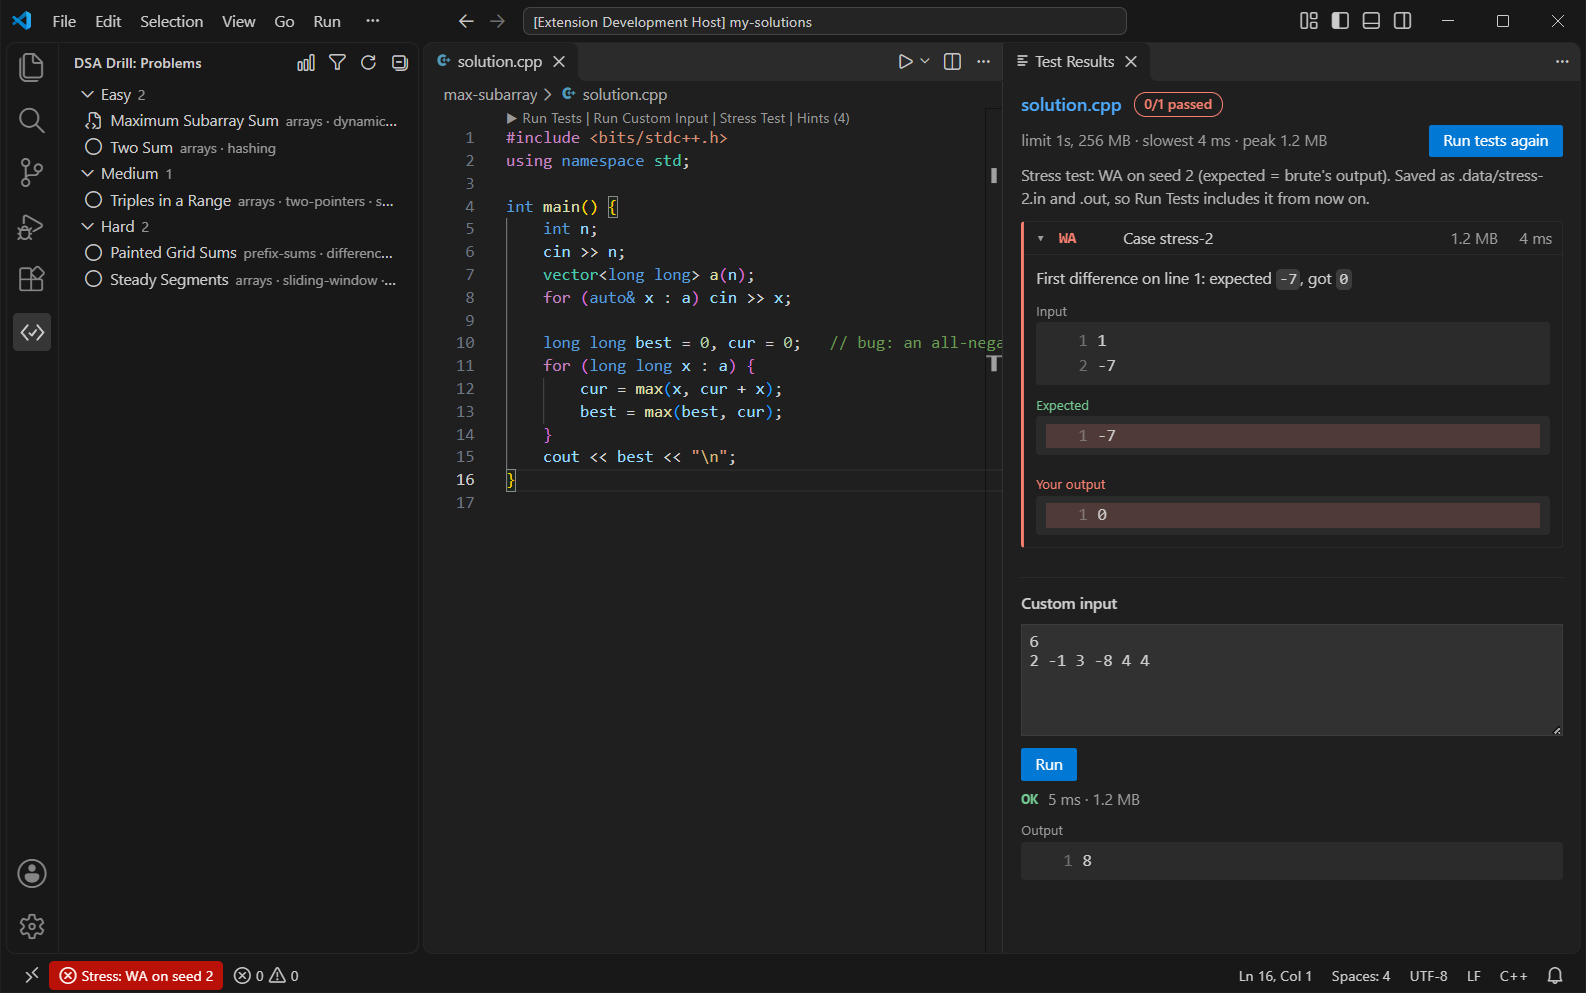 File Edit Selection View Go Run ···
[Extension Development Host] my-solutions
DSA Drill: Problems
Easy 2
Maximum Subarray Sum arrays · dynamic...
Two Sum arrays · hashing
Medium 1
Triples in a Range arrays · two-pointers · s...
Hard 2
Painted Grid Sums prefix-sums · differenc...
Steady Segments arrays · sliding-window ·...
solution.cpp
max-subarray > solution.cpp
Run Tests | Run Custom Input | Stress Test | Hints (4)
1 #include <bits/stdc++.h>
2 using namespace std;
3
4 int main() {
5 int n;
6 cin >> n;
7 vector<long long> a(n);
8 for (auto& x : a) cin >> x;
9
10 long long best = 0, cur = 0; // bug: an all-nega
11 for (long long x : a) {
12 cur = max(x, cur + x);
13 best = max(best, cur);
14 }
15 cout << best << "\n";
16 }
17
Test Results
solution.cpp 0/1 passed
limit 1s, 256 MB · slowest 4 ms · peak 1.2 MB
Run tests again
Stress test: WA on seed 2 (expected = brute's output). Saved as .data/stress-
2.in and .out, so Run Tests includes it from now on.
WA Case stress-2 1.2 MB 4 ms
First difference on line 1: expected -7, got 0
Input
1 1
2 -7
Expected
1 -7
Your output
1 0
Custom input
6
2 -1 3 -8 4 4
Run
OK 5 ms · 1.2 MB
Output
1 8
Stress: WA on seed 2 0 0
Ln 16, Col 1 Spaces: 4 UTF-8 LF C++